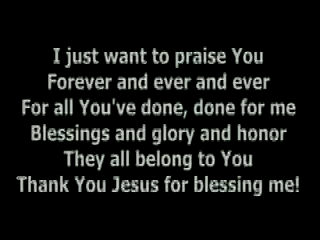 I just want to praise You
Forever and ever and ever
For all You've done, done for me
Blessings and glory and honor
They all belong to You
Thank You Jesus for blessing me!